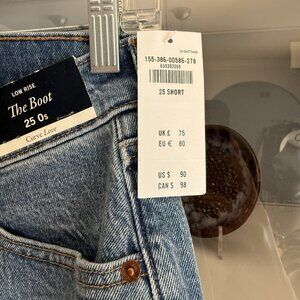 LOW RISE
The Boot
25 0s
Curve Love
155-386-00586-278
25 SHORT
UK £ 75
EU € 80
US $ 90
CAN $ 98